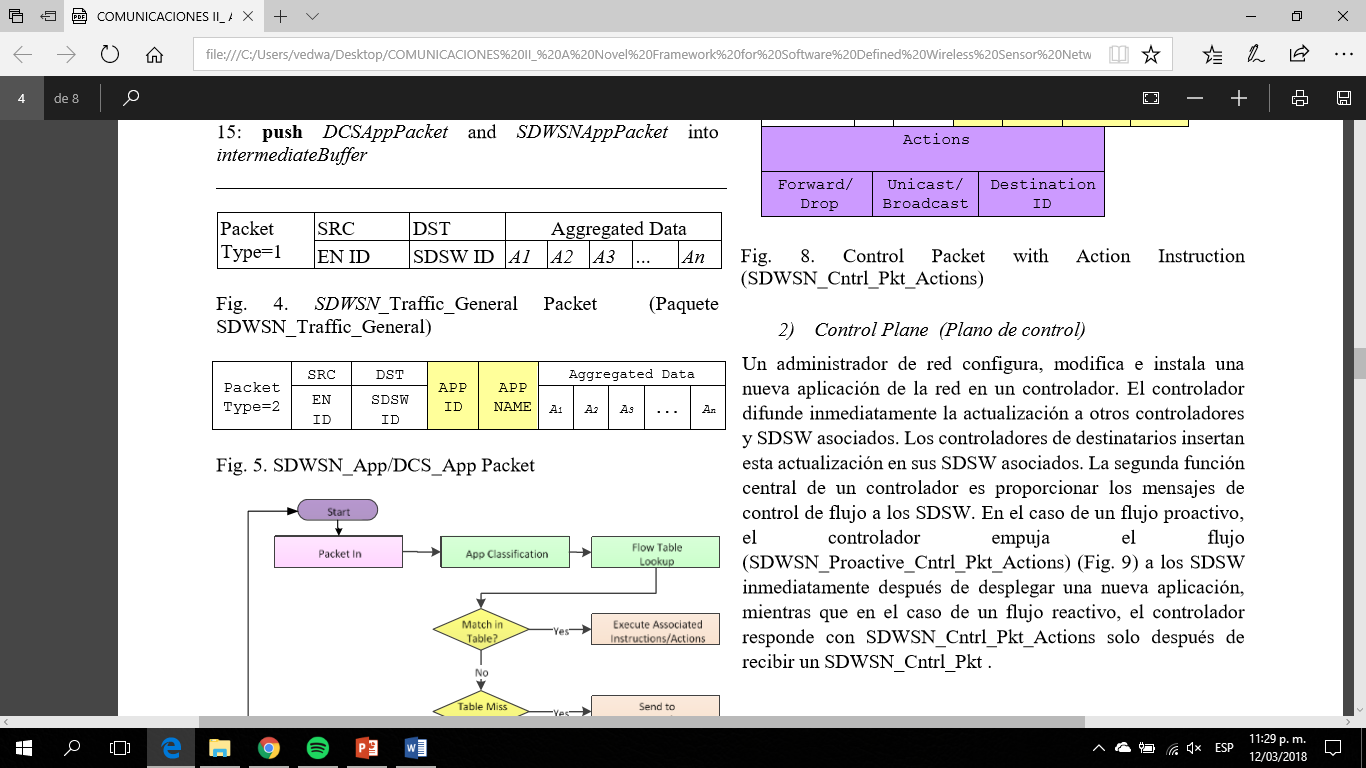 COMUNICACIONES II_ A
file:///C:/Users/vedwa/Desktop/COMUNICACIONES%20II_%20A%20Novel%20Framework%20for%20Software%20Defined%20Wireless%20Sensor%20Netw
4 de 8
15: push DCSAppPacket and SDWSNAppPacket into
intermediateBuffer
Packet
Type=1
SRC
DST
Aggregated Data
EN ID
SDSW ID
A1
A2
A3
...
An
Fig. 4. SDWSN_Traffic_General Packet (Paquete
SDWSN_Traffic_General)
Packet
Type=2
SRC
DST
APP
ID
APP
NAME
Aggregated Data
EN
ID
SDSW
ID
A1
A2
A3
...
An
Fig. 5. SDWSN_App/DCS_App Packet
Start
Packet In
App Classification
Flow Table
Lookup
Match in
Table?
Yes
Execute Associated
Instructions/Actions
No
Table Miss
Yes
Send to
Actions
Forward/
Drop
Unicast/
Broadcast
Destination
ID
Fig. 8. Control Packet with Action Instruction
(SDWSN_Cntrl_Pkt_Actions)
2) Control Plane (Plano de control)
Un administrador de red configura, modifica e instala una
nueva aplicación de la red en un controlador. El controlador
difunde inmediatamente la actualización a otros controladores
y SDSW asociados. Los controladores de destinatarios insertan
esta actualización en sus SDSW asociados. La segunda función
central de un controlador es proporcionar los mensajes de
control de flujo a los SDSW. En el caso de un flujo proactivo,
el controlador empuja el flujo
(SDWSN_Proactive_Cntrl_Pkt_Actions) (Fig. 9) a los SDSW
inmediatamente después de desplegar una nueva aplicación,
mientras que en el caso de un flujo reactivo, el controlador
responde con SDWSN_Cntrl_Pkt_Actions solo después de
recibir un SDWSN_Cntrl_Pkt .
ESP
11:29 p. m.
12/03/2018